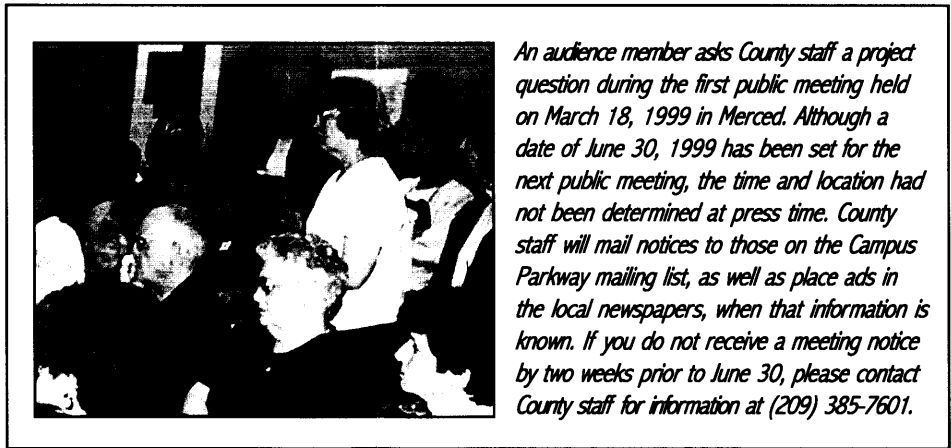 An audience member asks County staff a project
question during the first public meeting held
on March 18, 1999 in Merced. Although a
date of June 30, 1999 has been set for the
next public meeting, the time and location had
not been determined at press time. County
staff will mail notices to those on the Campus
Parkway mailing list, as well as place ads in
the local newspapers, when that information is
known. If you do not receive a meeting notice
by two weeks prior to June 30, please contact
County staff for information at (209) 385-7601.